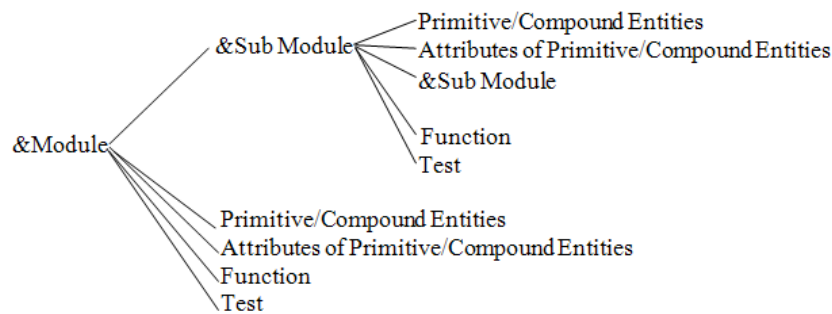 Primitive/Compound Entities
&Sub Module
Attributes of Primitive/Compound Entities
&Sub Module
Function
&Module
Test
Primitive/Compound Entities
Attributes of Primitive/Compound Entities
Function
Test